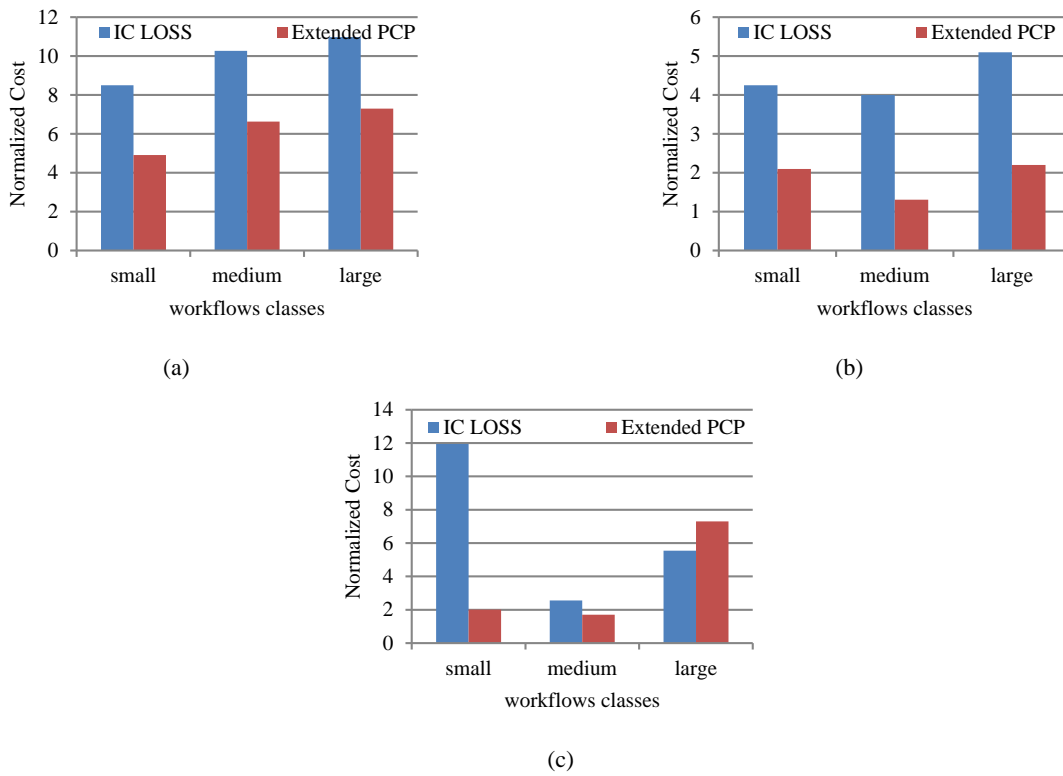 12
10
8
6
4
2
0
Normalized Cost
IC LOSS Extended PCP
small medium large
workflows classes
(a)
6
5
4
3
2
1
0
Normalized Cost
IC LOSS Extended PCP
small medium large
workflows classes
(b)
14
12
10
8
6
4
2
0
Normalized Cost
IC LOSS Extended PCP
small medium large
workflows classes
(c)